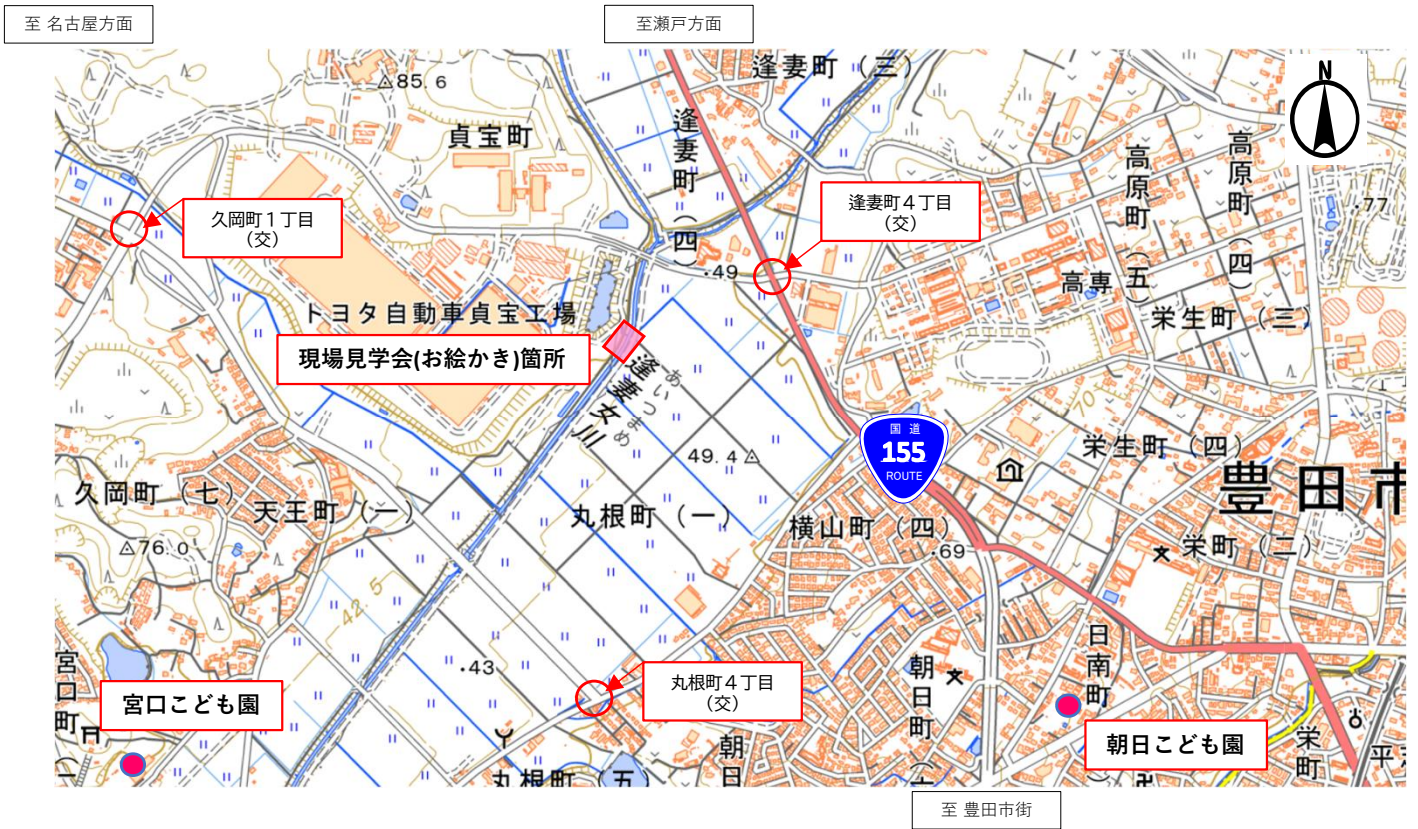 至 名古屋方面
至瀬戸方面
逢妻町(三)
N
85.6
貞宝町
逢妻町(四)
高原町(五)
高原町(四)
77
久岡町1丁目
(交)
逢妻町4丁目
(交)
49
高専
栄生町(三)
トヨタ自動車貞宝工場
現場見学会(お絵かき)箇所
逢妻女川
あいつまめ
70
国道
155
ROUTE
49.4
栄生町(四)
豊田市
久岡町(七)
天王町(一)
丸根町(一)
横山町(四)
69
栄町(二)
76.0
42.5
43
日南町
宮口町(一
宮口こども園
丸根町4丁目
(交)
朝日町(六
朝日こども園
丸根町(五)
朝日
栄町
平
至 豊田市街